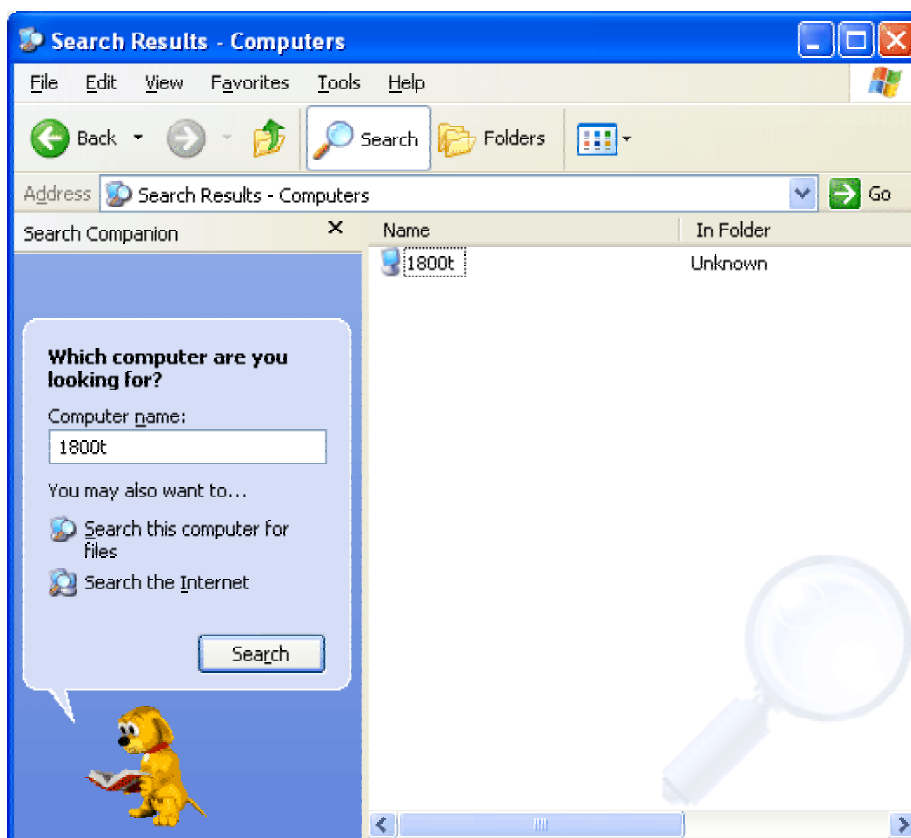 Search Results - Computers
File Edit View Favorites Tools Help
Back Search Folders
Address Search Results - Computers Go
Search Companion
Name In Folder
1800t Unknown
Which computer are you
looking for?
Computer name:
1800t
You may also want to...
Search this computer for
files
Search the Internet
Search